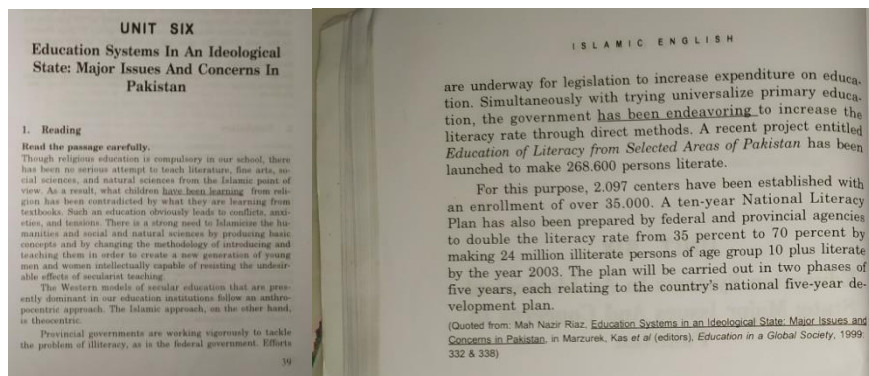 UNIT SIX
Education Systems In An Ideological
State: Major Issues And Concerns In
Pakistan
1. Reading
Read the passage carefully.
Though religious education is compulsory in our school, there
has been no serious attempt to teach literature, fine arts, so-
cial sciences, and natural sciences from the Islamic point of
view. As a result, what children have been learning from reli-
gion has been contradicted by what they are learning from
textbooks. Such an education obviously leads to conflicts, anxi-
eties, and tensions. There is a strong need to Islamicize the hu-
manities and social and natural sciences by producing basic
concepts and by changing the methodology of introducing and
teaching them in order to create a new generation of young
men and women intellectually capable of resisting the undesir-
able effects of secularist teaching.
The Western models of secular education that are pres-
ently dominant in our education institutions follow an anthro-
pocentric approach. The Islamic approach, on the other hand,
is theocentric.
Provincial governments are working vigorously to tackle
the problem of illiteracy, as is the federal government. Efforts
39
ISLAMIC ENGLISH
are underway for legislation to increase expenditure on educa-
tion. Simultaneously with trying universalize primary educa-
tion, the government has been endeavoring to increase the
literacy rate through direct methods. A recent project entitled
Education of Literacy from Selected Areas of Pakistan has been
launched to make 268.600 persons literate.
For this purpose, 2.097 centers have been established with
an enrollment of over 35.000. A ten-year National Literacy
Plan has also been prepared by federal and provincial agencies
to double the literacy rate from 35 percent to 70 percent by
making 24 million illiterate persons of age group 10 plus literate
by the year 2003. The plan will be carried out in two phases of
five years, each relating to the country's national five-year de-
velopment plan.
(Quoted from: Mah Nazir Riaz, Education Systems in an Ideological State: Major Issues and
Concerns in Pakistan, in Marzurek, Kas et al (editors), Education in a Global Society, 1999:
332 & 338)